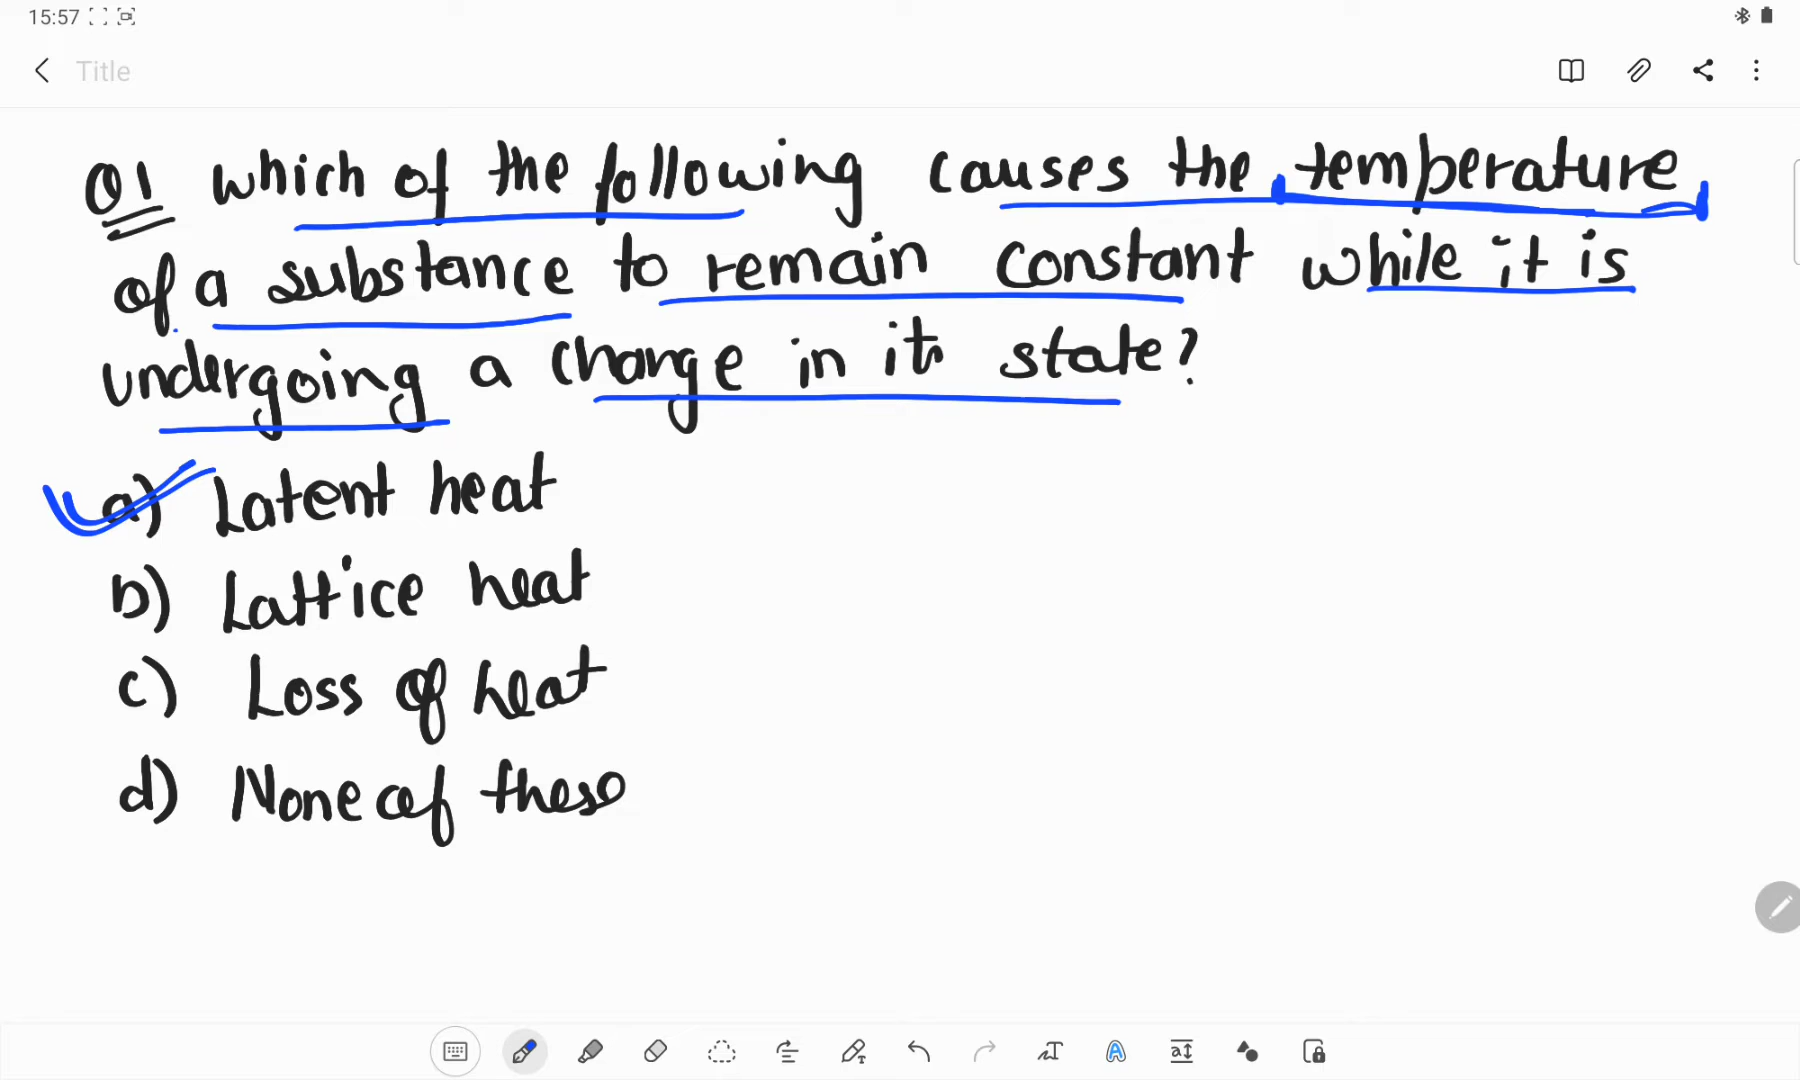 15:57
Title
Q1 which of the following causes the temperature
of a substance to remain constant while it is
undergoing a change in its state?
a) Latent heat
b) Lattice heat
c) Loss of heat
d) None of these